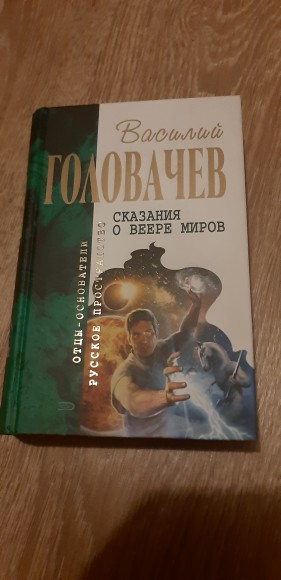 Василий
ГОЛОВАЧЕВ
СКАЗАНИЯ
О ВЕЕРЕ МИРОВ
ОТЦЫ-ОСНОВАТЕЛИ
РУССКОЕ ПРОСТРАНСТВО